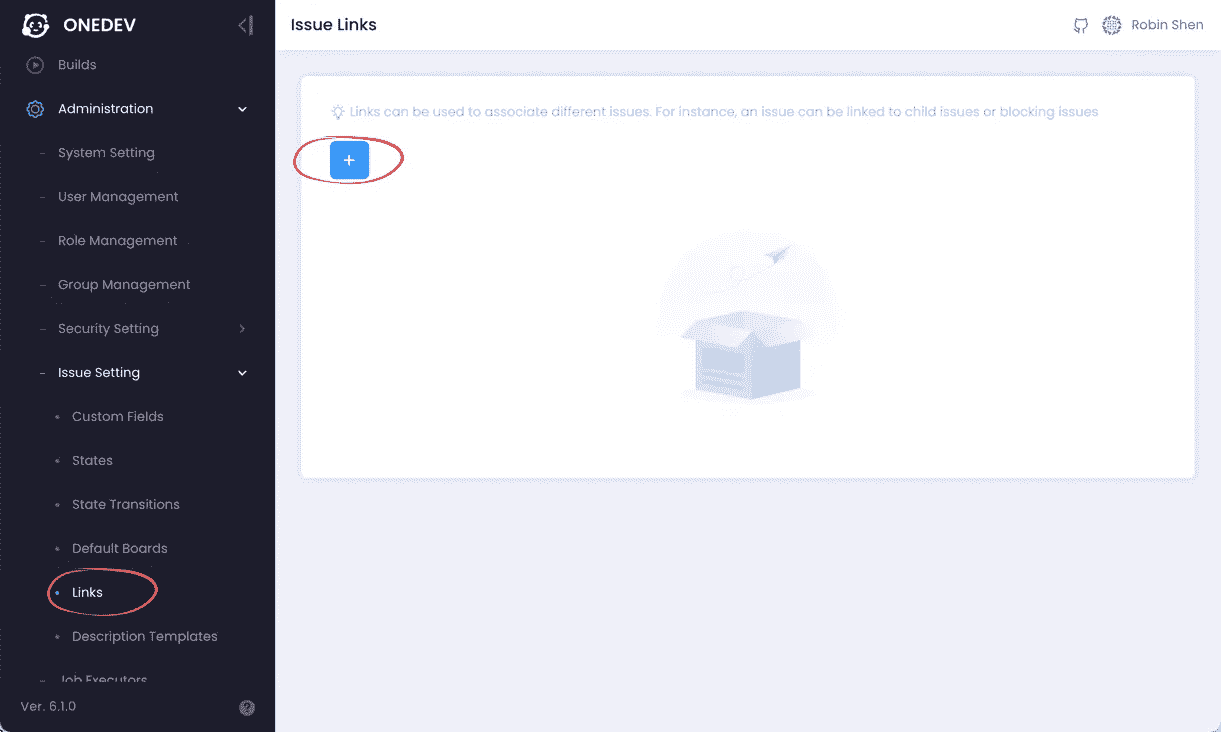 ONEDEV
Issue Links
Robin Shen
Builds
Administration
System Setting
User Management
Role Management
Group Management
Security Setting
Issue Setting
Custom Fields
States
State Transitions
Default Boards
Links
Description Templates
Job Executors
Ver. 6.1.0
Links can be used to associate different issues. For instance, an issue can be linked to child issues or blocking issues
+